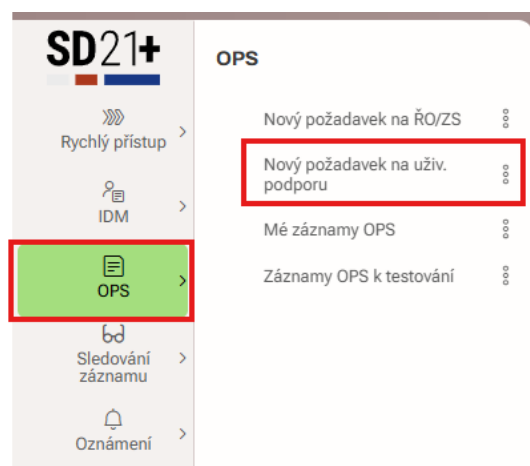 SD21+
Rychlý přístup
IDM
OPS
Sledování
záznamu
Oznámení
OPS
Nový požadavek na ŘO/ZS
Nový požadavek na uživ.
podporu
Mé záznamy OPS
Záznamy OPS k testování